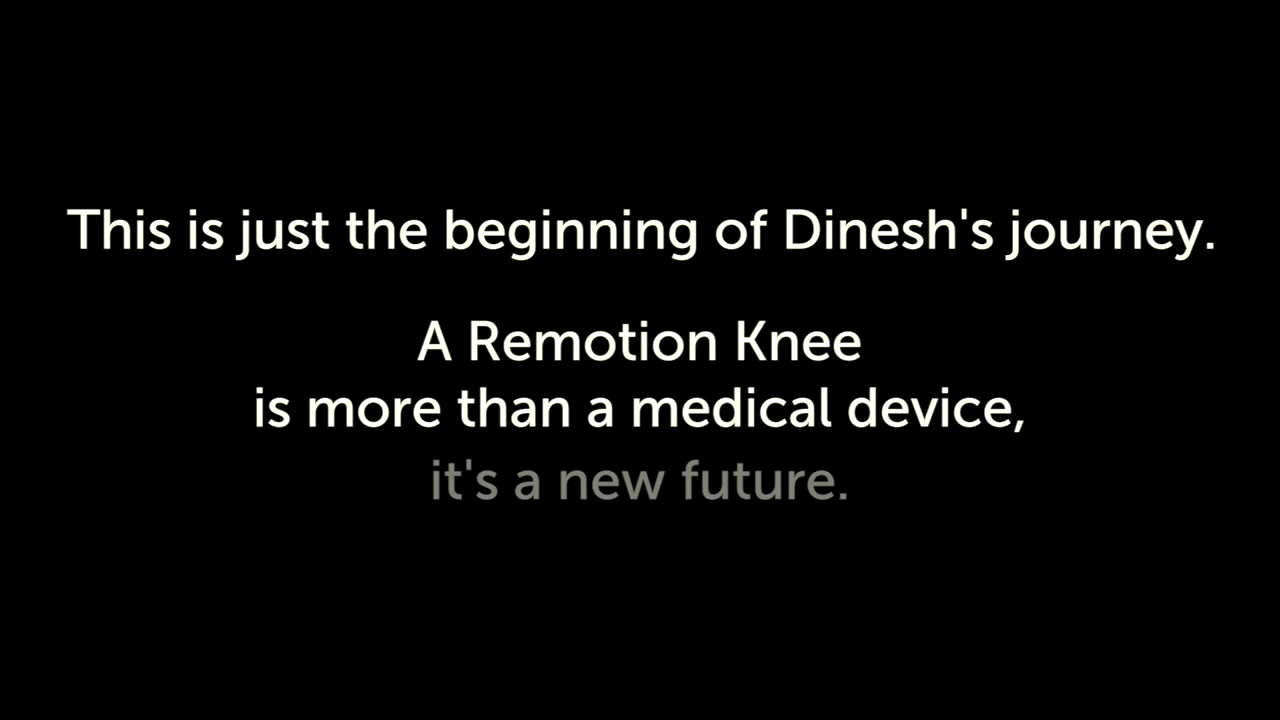 This is just the beginning of Dinesh's journey.
A Remotion Knee
is more than a medical device,
it's a new future.